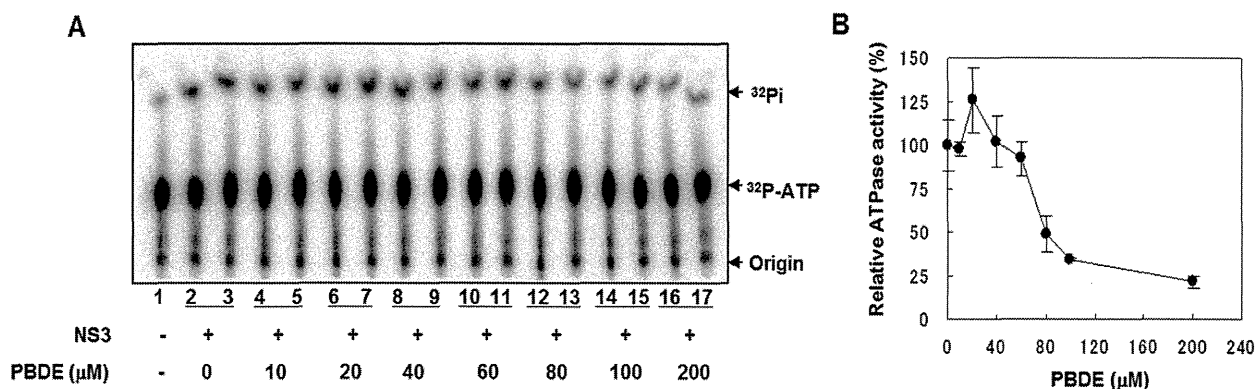 A
³²Pi
³²P-ATP
Origin
1 2 3 4 5 6 7 8 9 10 11 12 13 14 15 16 17
NS3 - + + + + + + + +
PBDE (μM) - 0 10 20 40 60 80 100 200
B
Relative ATPase activity (%)
150
125
100
75
50
25
0
0 40 80 120 160 200 240
PBDE (μM)